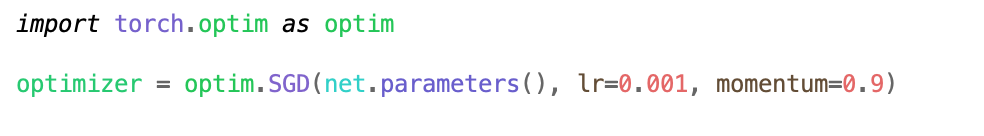 import torch.optim as optim
optimizer = optim.SGD(net.parameters(), lr=0.001, momentum=0.9)